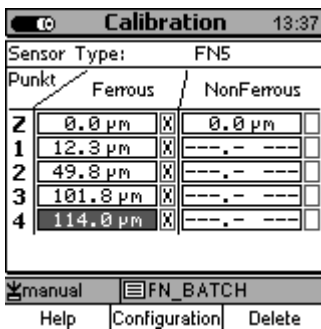 Calibration 13:37
Sensor Type: FN5
Punkt Ferrous NonFerrous
Z 0.0 µm X 0.0 µm
1 12.3 µm X ---.- ---
2 49.8 µm X ---.- ---
3 101.8 µm X ---.- ---
4 114.0 µm X ---.- ---
manual FN_BATCH
Help Configuration Delete